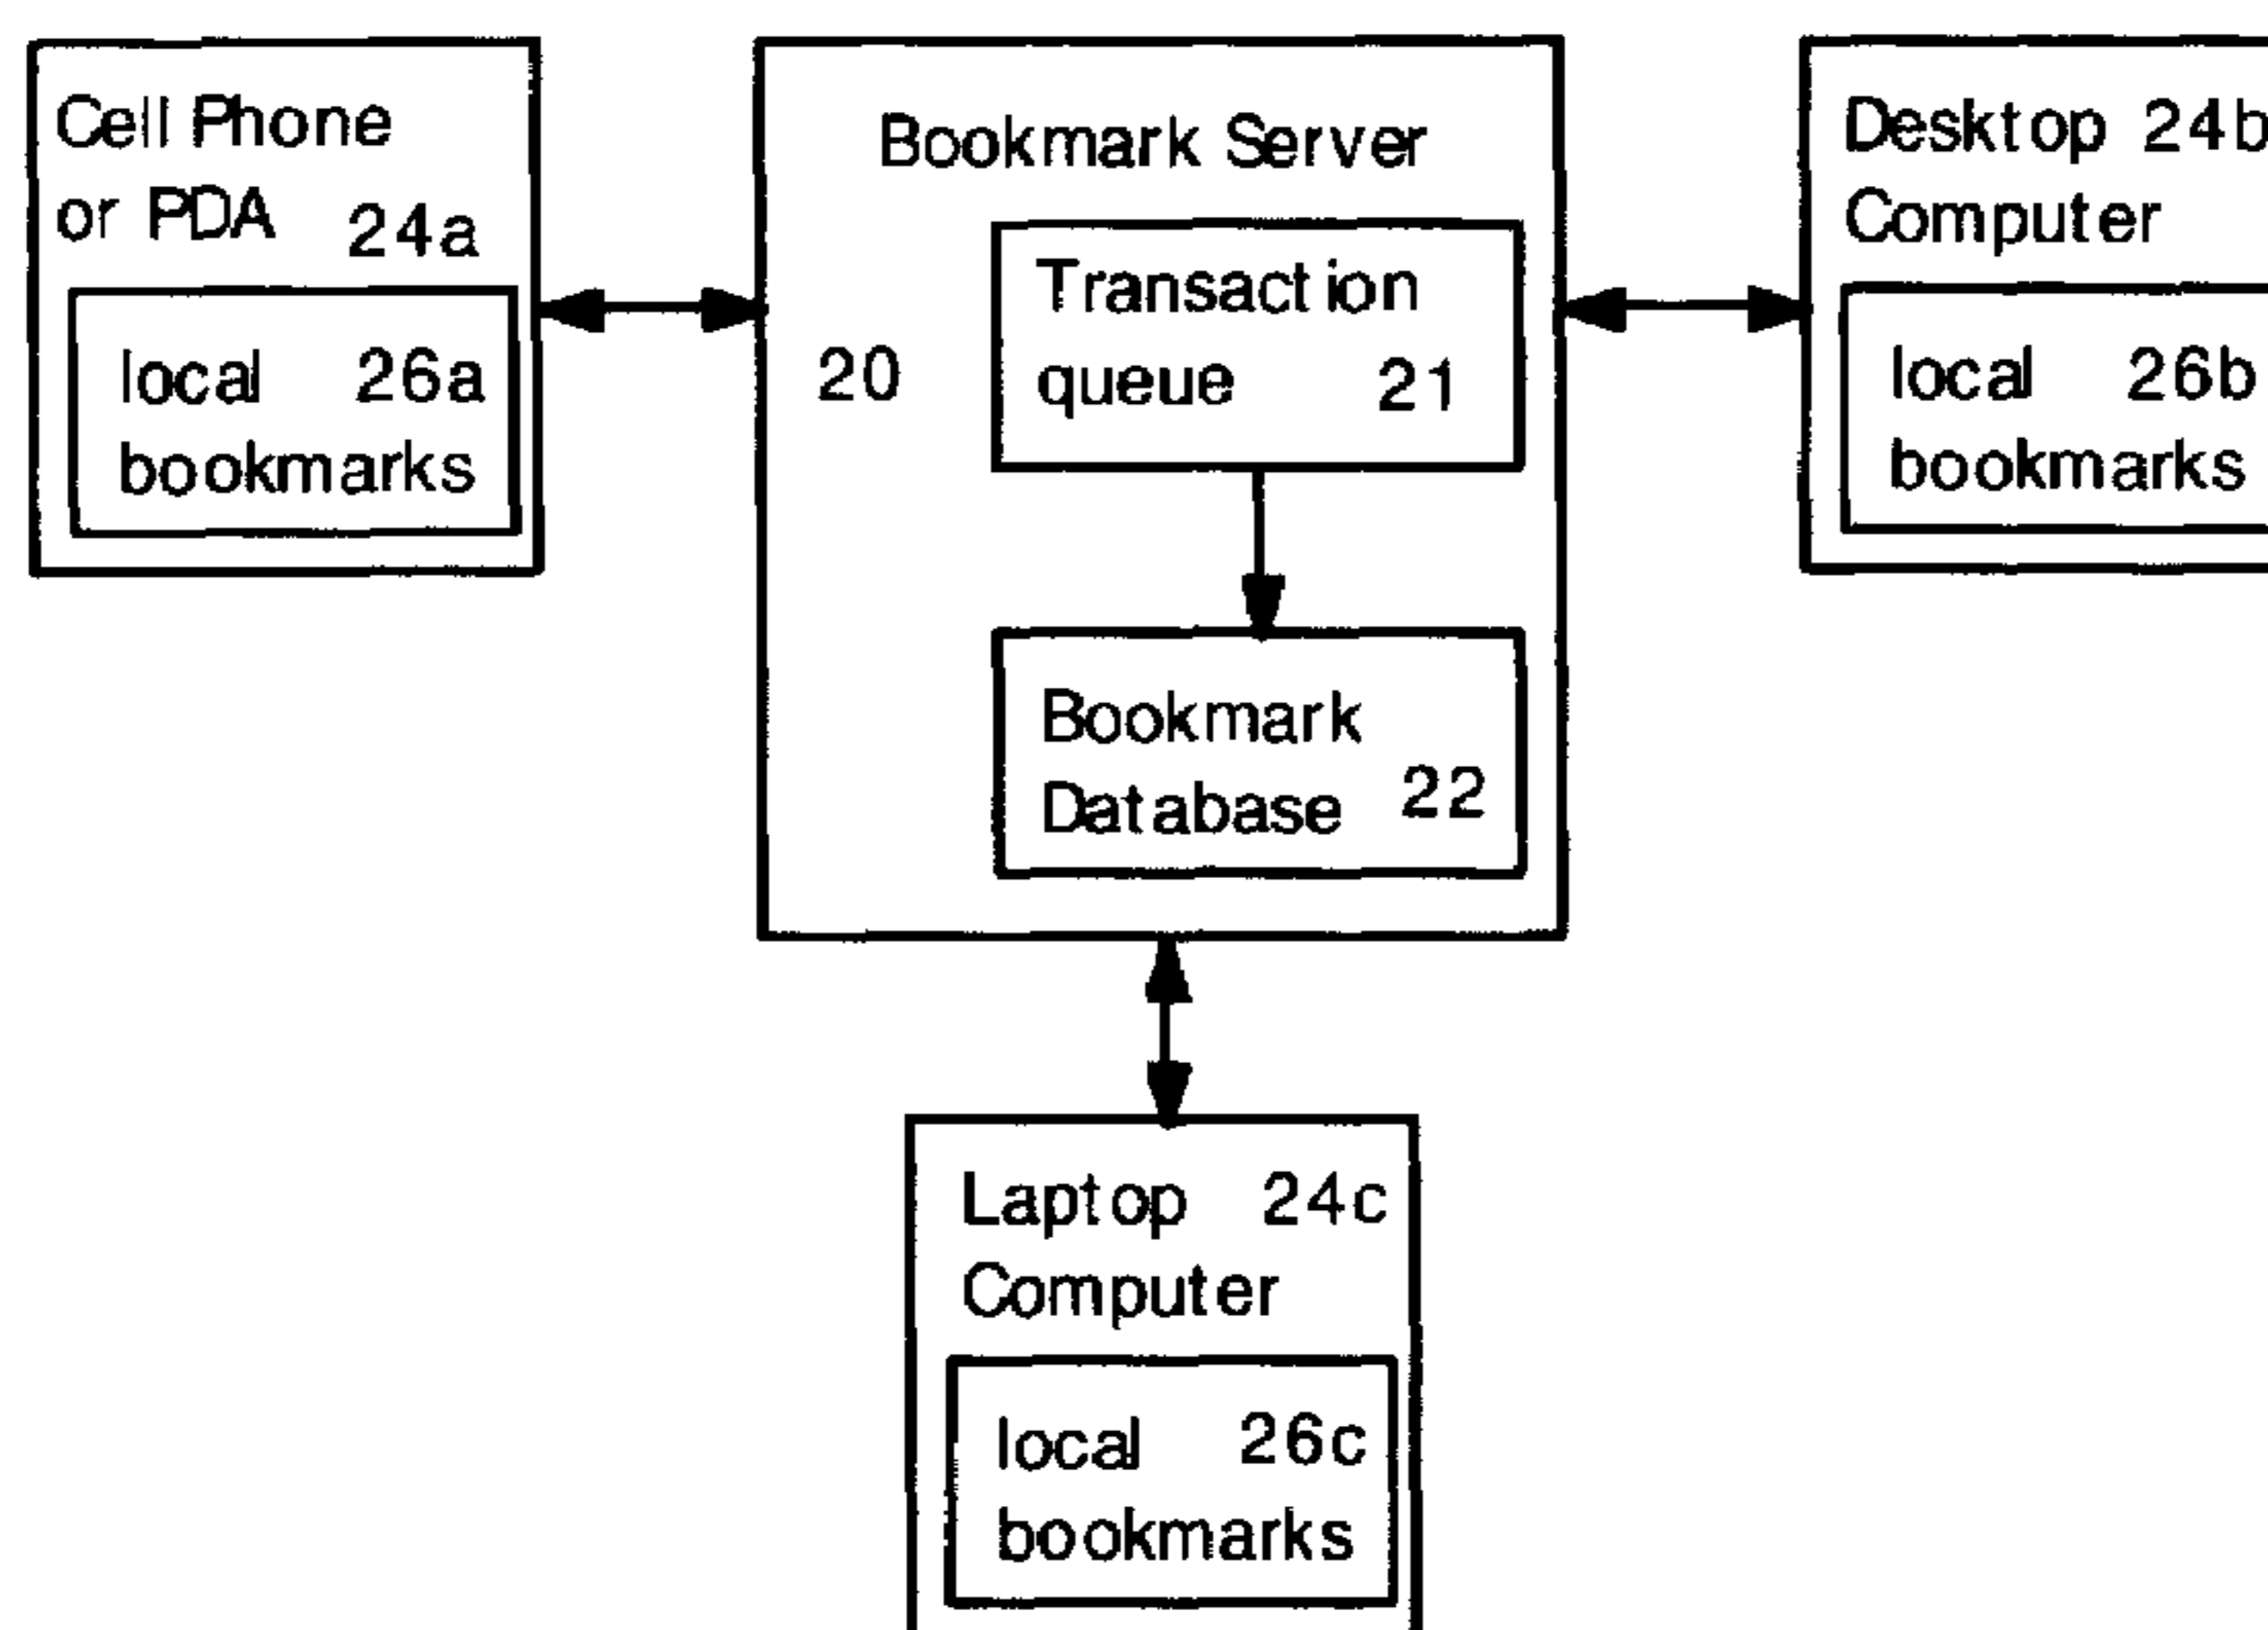 Cell Phone
or PDA 24a
local 26a
bookmarks
Bookmark Server
20
Transaction
queue 21
Bookmark
Database 22
Desktop 24b
Computer
local 26b
bookmarks
Laptop 24c
Computer
local 26c
bookmarks